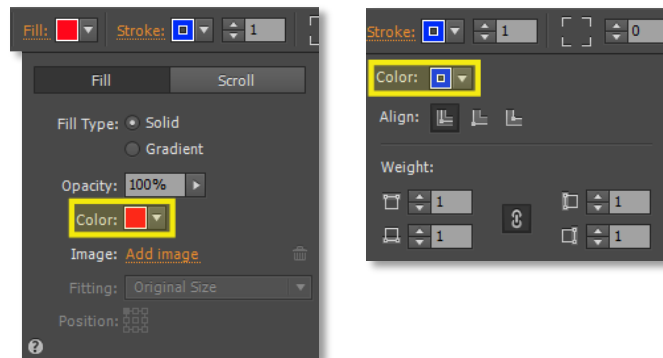 Fill: Stroke: 1
Fill Scroll
Fill Type: Solid
Gradient
Opacity: 100%
Color:
Image: Add image
Fitting: Original Size
Position:
?
Stroke: 1 0
Color:
Align:
Weight:
1 1
1 1